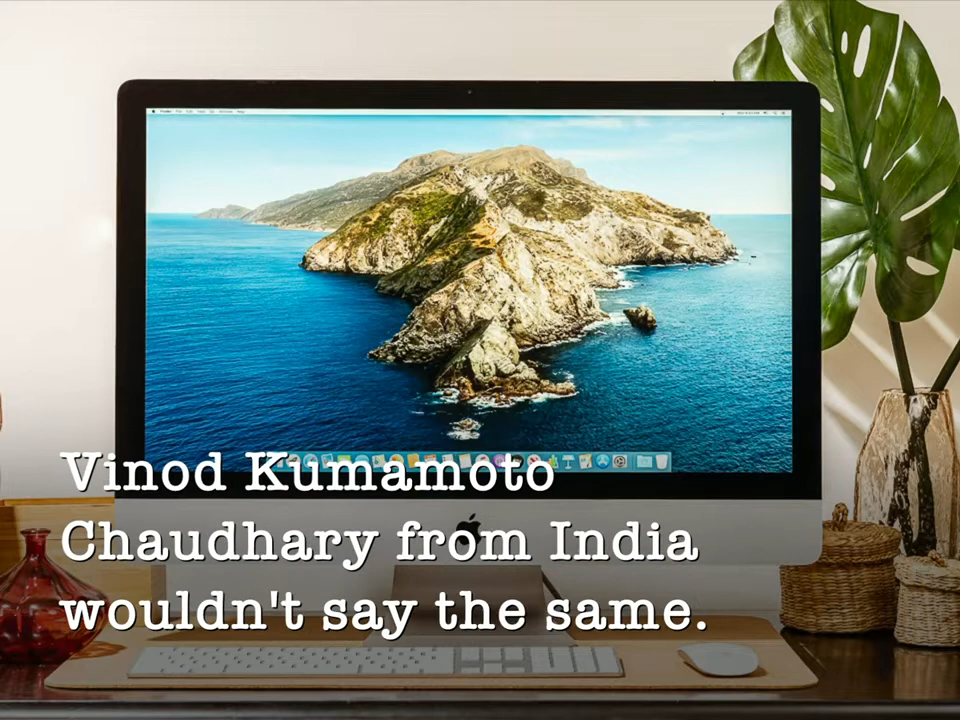 Vinod Kumamoto
Chaudhary from India
wouldn't say the same.